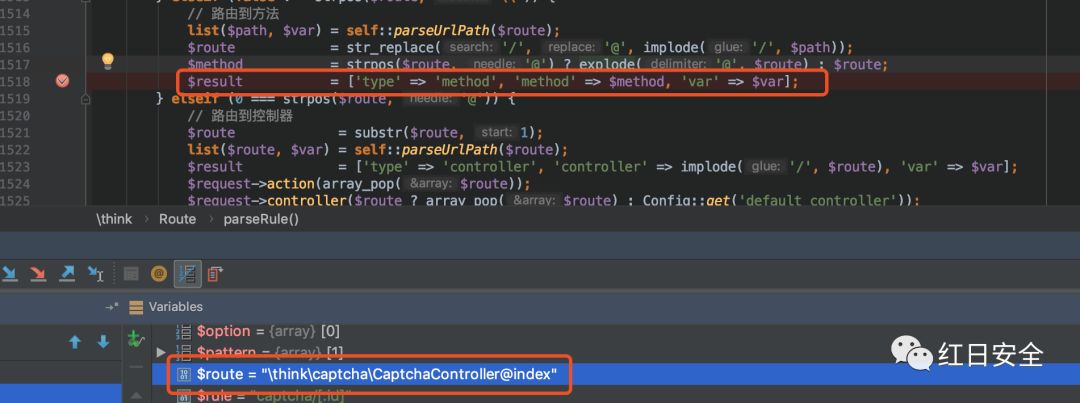 1514 // 路由到方法
1515 list($path, $var) = self::parseUrlPath($route);
1516 $route = str_replace( search: '/', replace: '@', implode( glue: '/', $path));
1517 $method = strpos($route, needle: '@') ? explode( delimiter: '@', $route) : $route;
1518 $result = ['type' => 'method', 'method' => $method, 'var' => $var];
1519 } elseif (0 === strpos($route, needle: '@')) {
1520 // 路由到控制器
1521 $route = substr($route, start: 1);
1522 list($route, $var) = self::parseUrlPath($route);
1523 $result = ['type' => 'controller', 'controller' => implode( glue: '/', $route), 'var' => $var];
1524 $request->action(array_pop( &array: $route));
1525 $request->controller($route ? array_pop( &array: $route) : Config::get('default_controller'));
\think › Route › parseRule()
Variables
$option = {array} [0]
$pattern = {array} [1]
$route = "\think\captcha\CaptchaController@index"
$rule = "captcha/[:id]"
红日安全